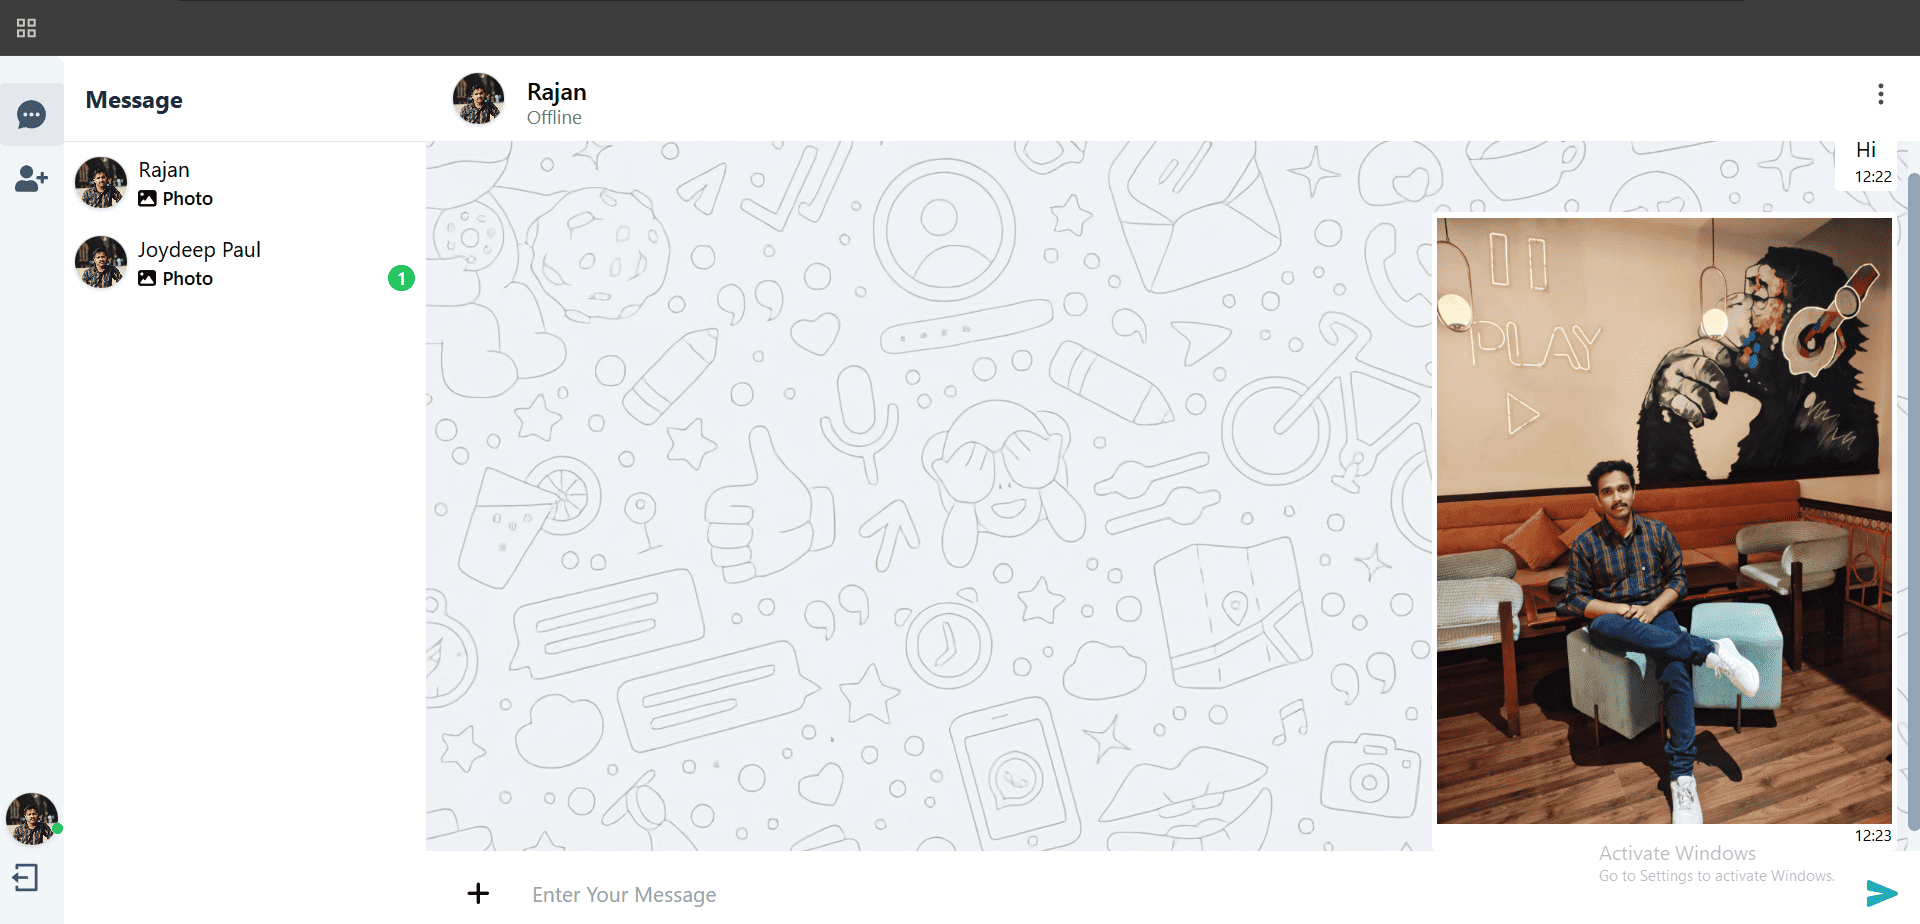 Message
Rajan
Photo
Joydeep Paul
Photo
1
Rajan
Offline
Hi
12:22
PLAY
12:23
Activate Windows
Go to Settings to activate Windows.
Enter Your Message